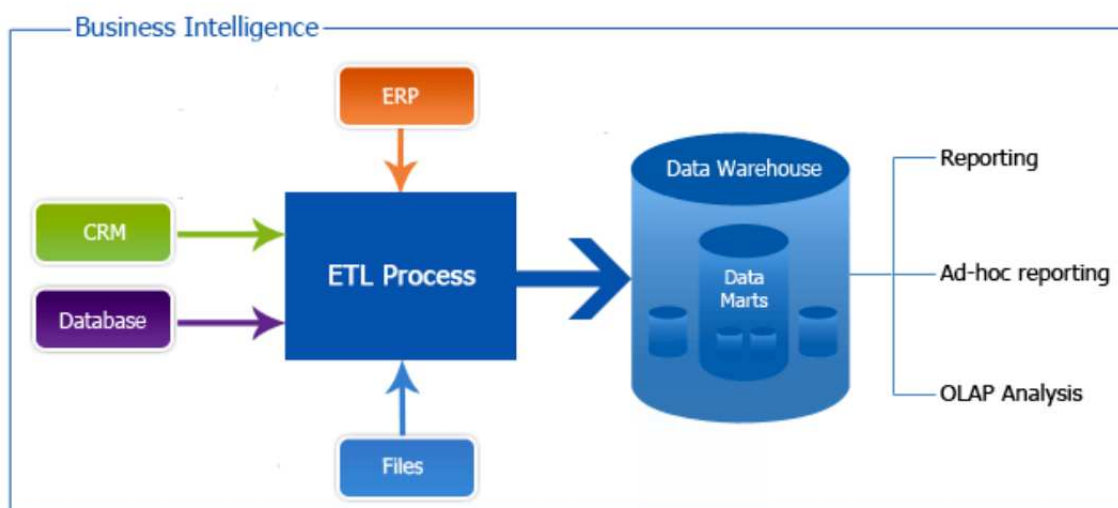 Business Intelligence
ERP
CRM
Database
ETL Process
Files
Data Warehouse
Data
Marts
Reporting
Ad-hoc reporting
OLAP Analysis